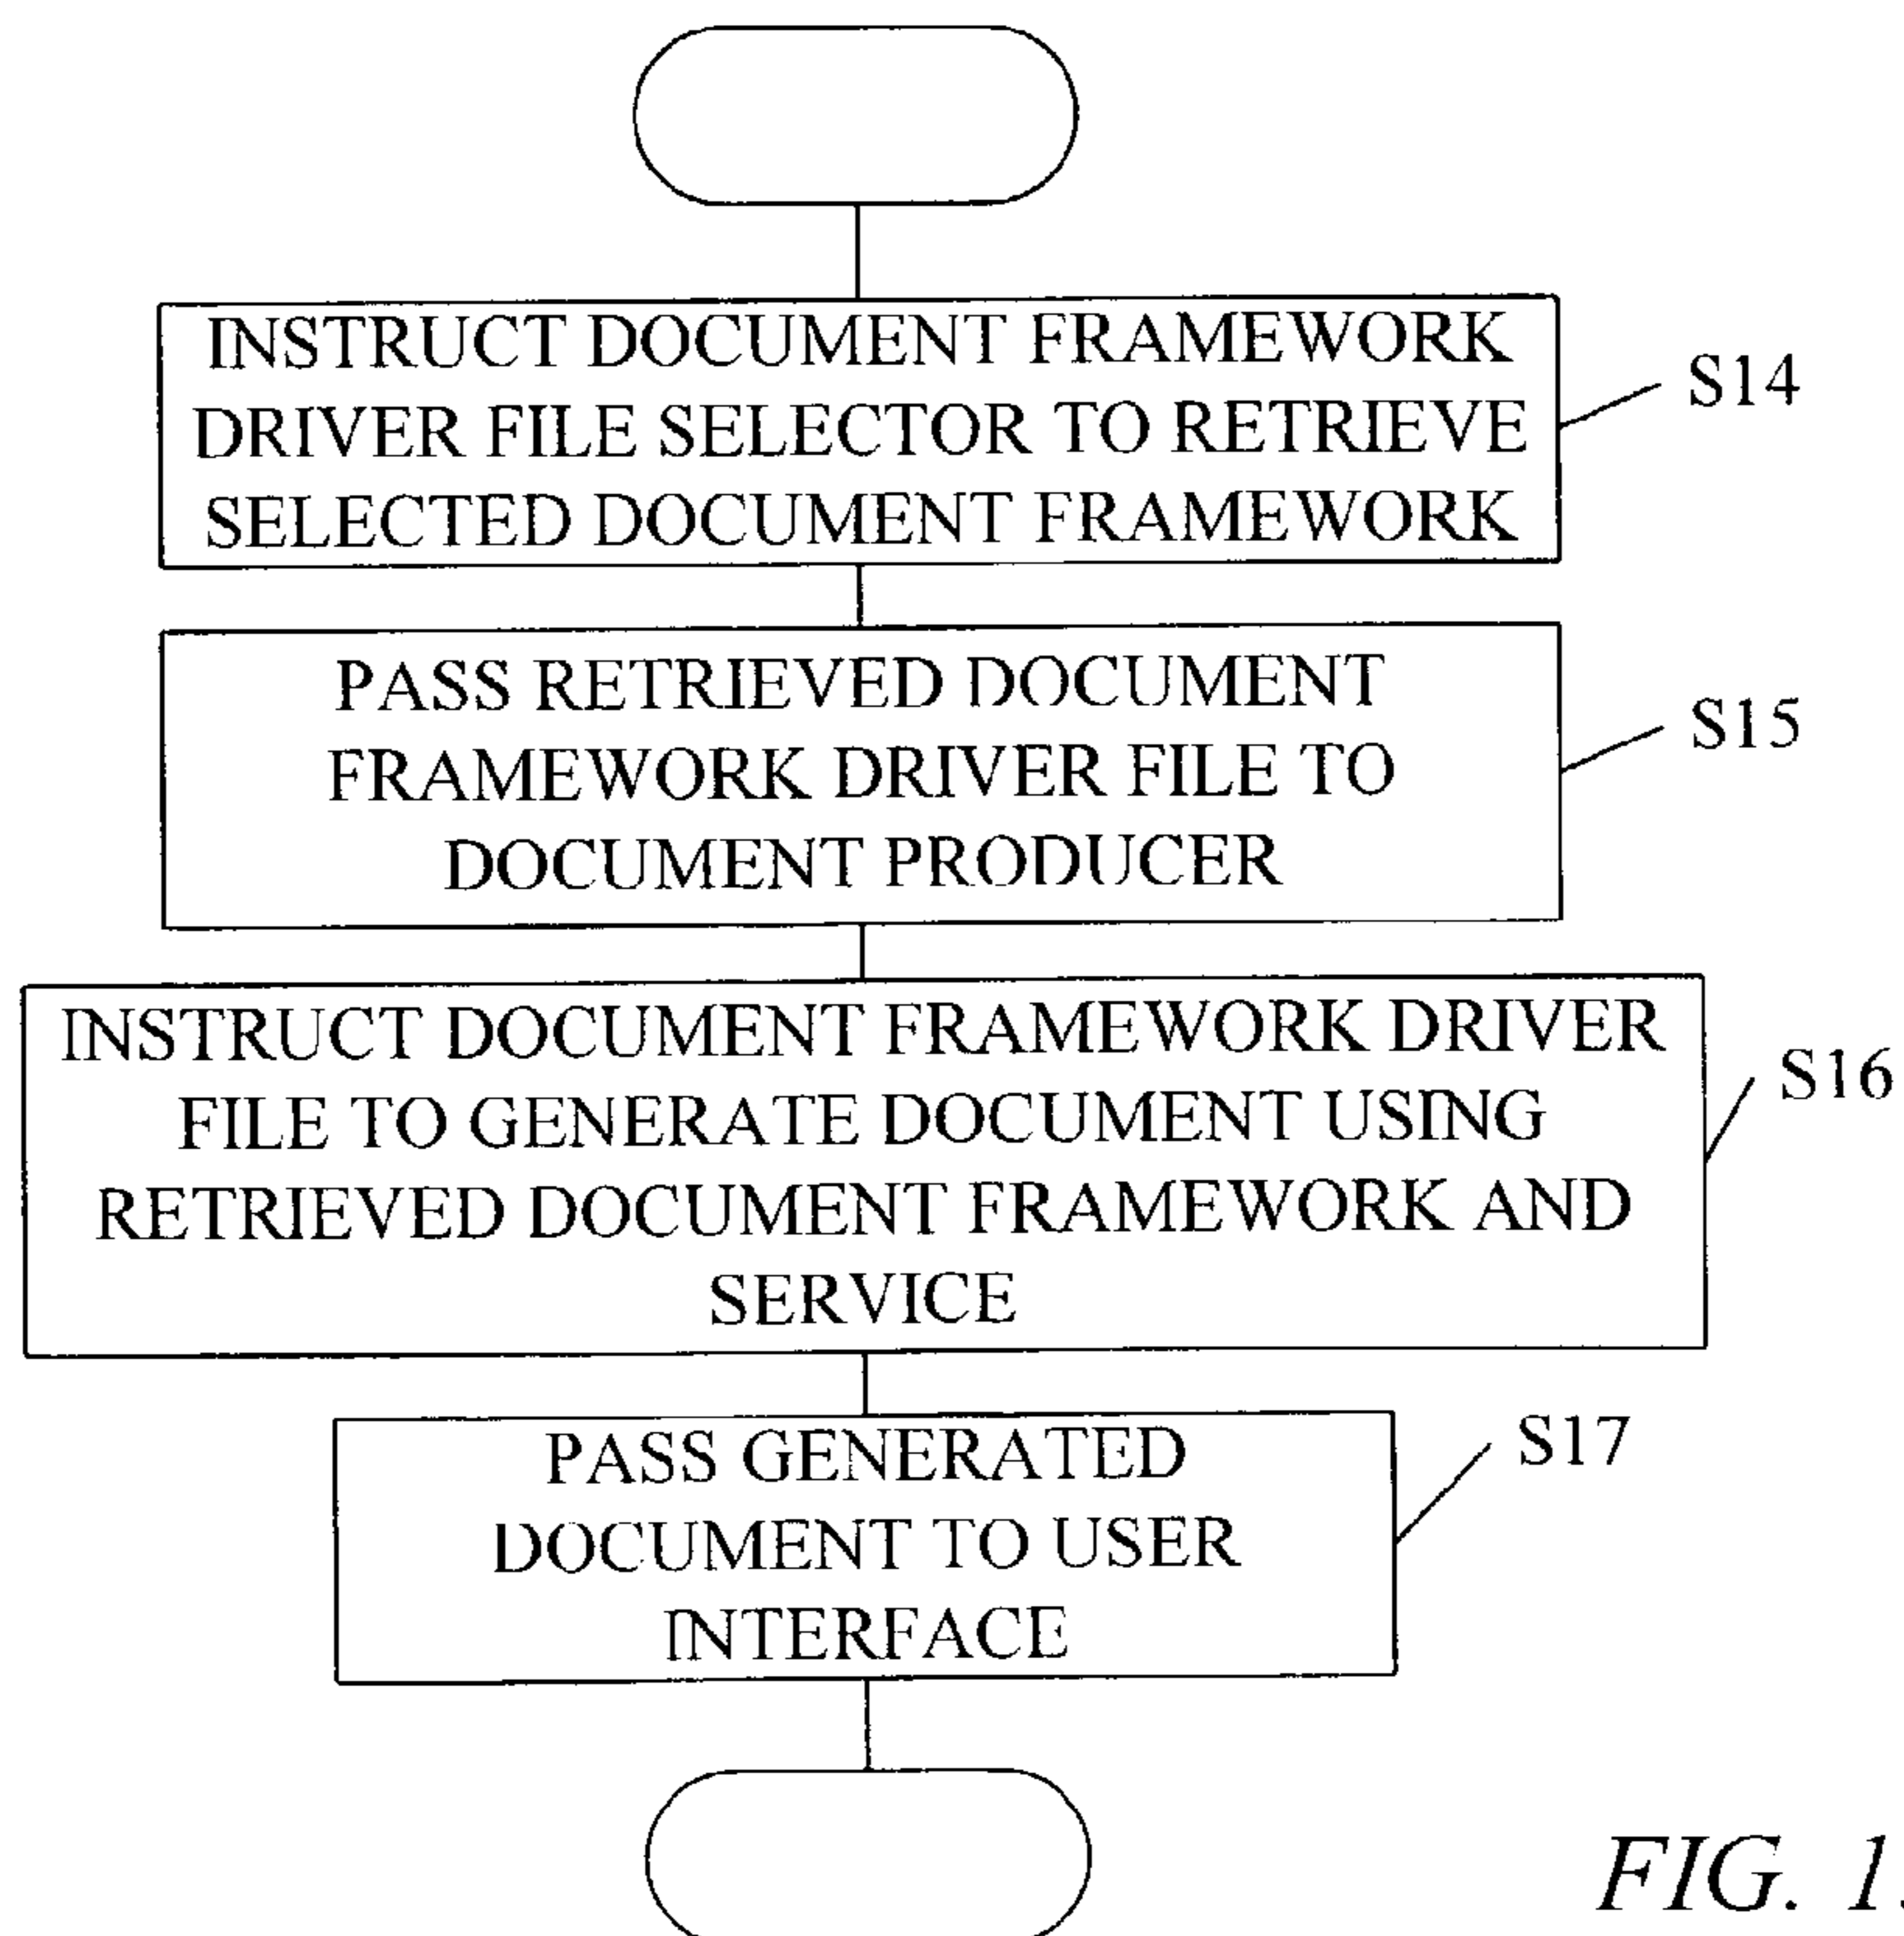 INSTRUCT DOCUMENT FRAMEWORK
DRIVER FILE SELECTOR TO RETRIEVE
SELECTED DOCUMENT FRAMEWORK
S14
PASS RETRIEVED DOCUMENT
FRAMEWORK DRIVER FILE TO
DOCUMENT PRODUCER
S15
INSTRUCT DOCUMENT FRAMEWORK DRIVER
FILE TO GENERATE DOCUMENT USING
RETRIEVED DOCUMENT FRAMEWORK AND
SERVICE
S16
PASS GENERATED
DOCUMENT TO USER
INTERFACE
S17
FIG.